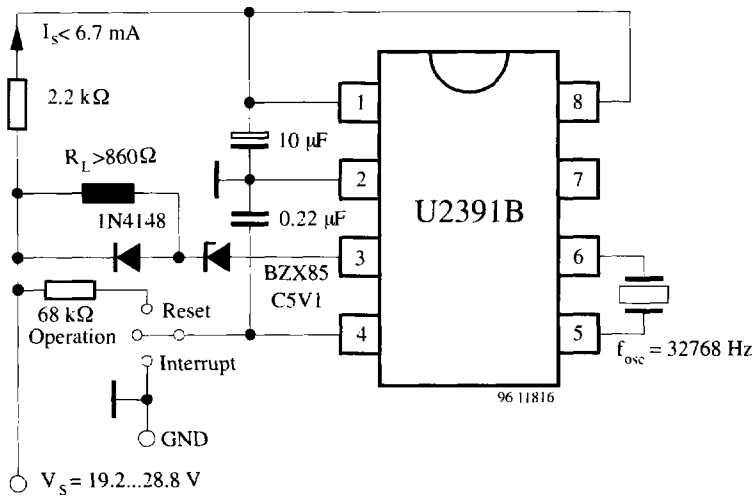 I_S < 6.7 mA
2.2 kΩ
R_L >860Ω
1N4148
10 µF
0.22 µF
BZX85
C5V1
68 kΩ
Operation
Reset
Interrupt
GND
V_S = 19.2...28.8 V
1
2
3
4
U2391B
8
7
6
5
f_osc = 32768 Hz
96 11816